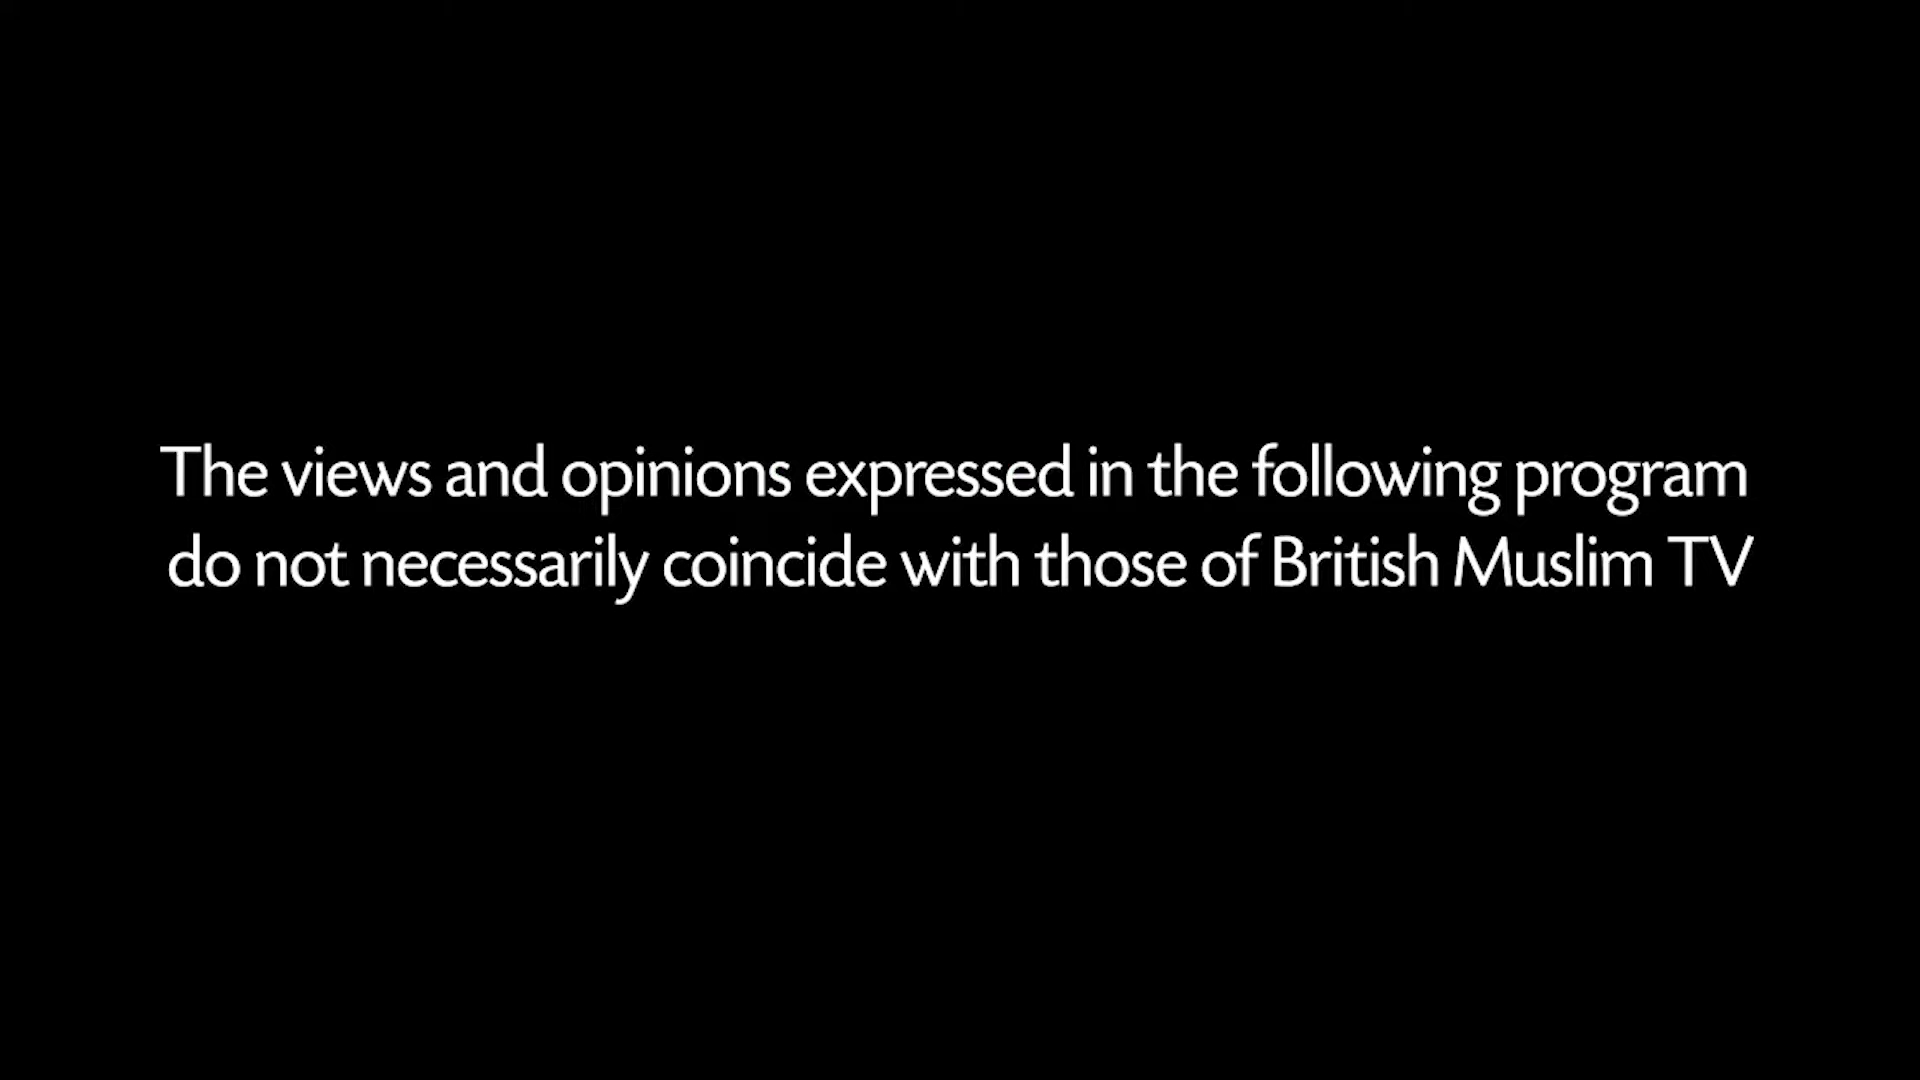 The views and opinions expressed in the following program
do not necessarily coincide with those of British Muslim TV